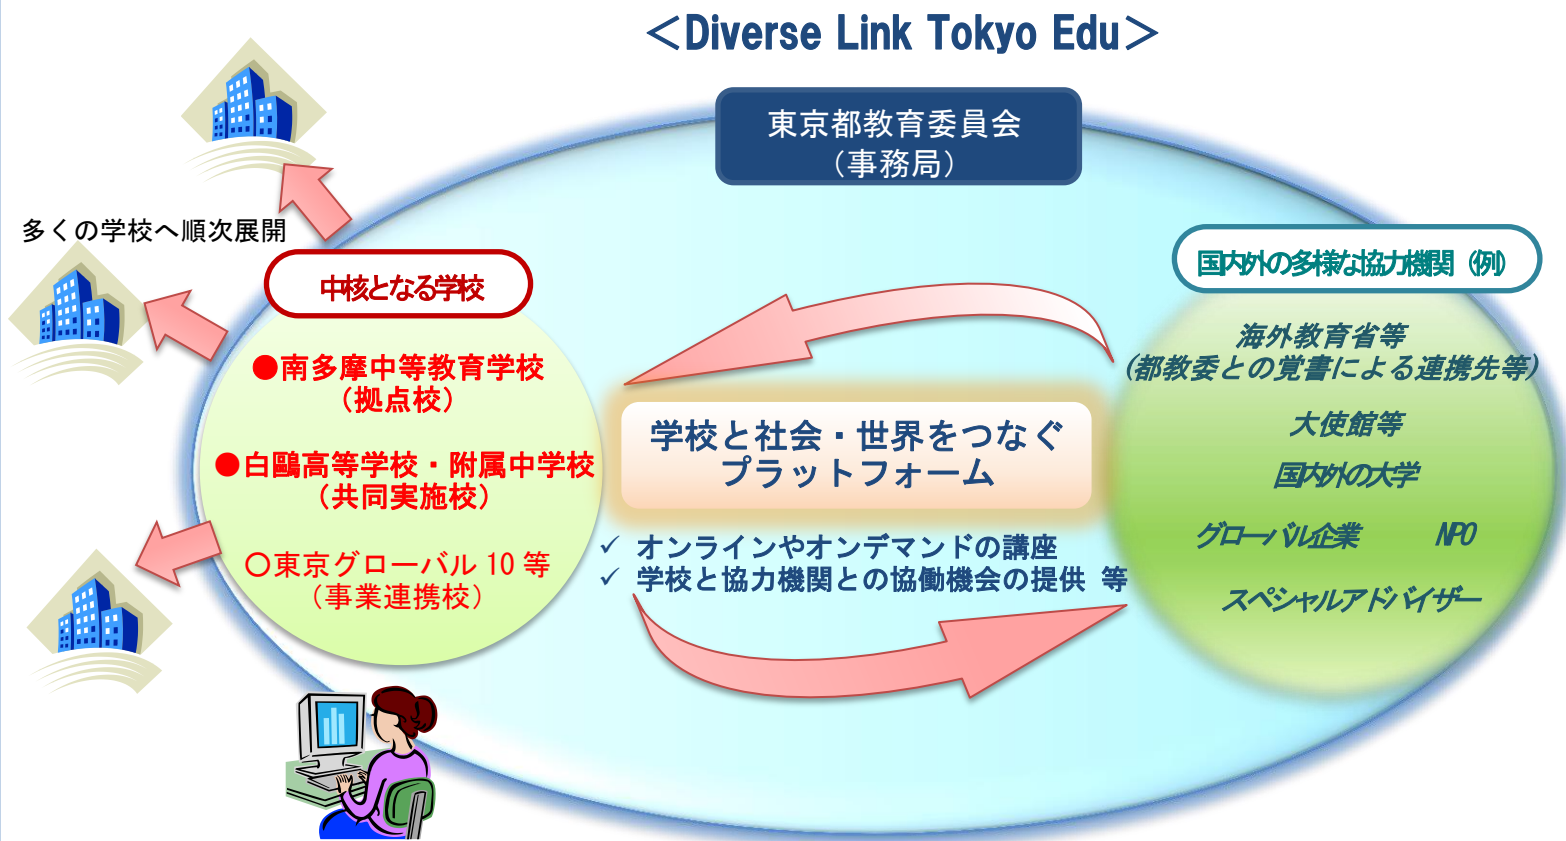 ＜Diverse Link Tokyo Edu＞
東京都教育委員会
（事務局）
多くの学校へ順次展開
中核となる学校
●南多摩中等教育学校
（拠点校）
●白鷗高等学校・附属中学校
（共同実施校）
〇東京グローバル 10 等
（事業連携校）
学校と社会・世界をつなぐ
プラットフォーム
✓ オンラインやオンデマンドの講座
✓ 学校と協力機関との協働機会の提供 等
国内外の多様な協力機関（例）
海外教育省等
（都教委との覚書による連携先等）
大使館等
国内外の大学
グローバル企業 NPO
スペシャルアドバイザー